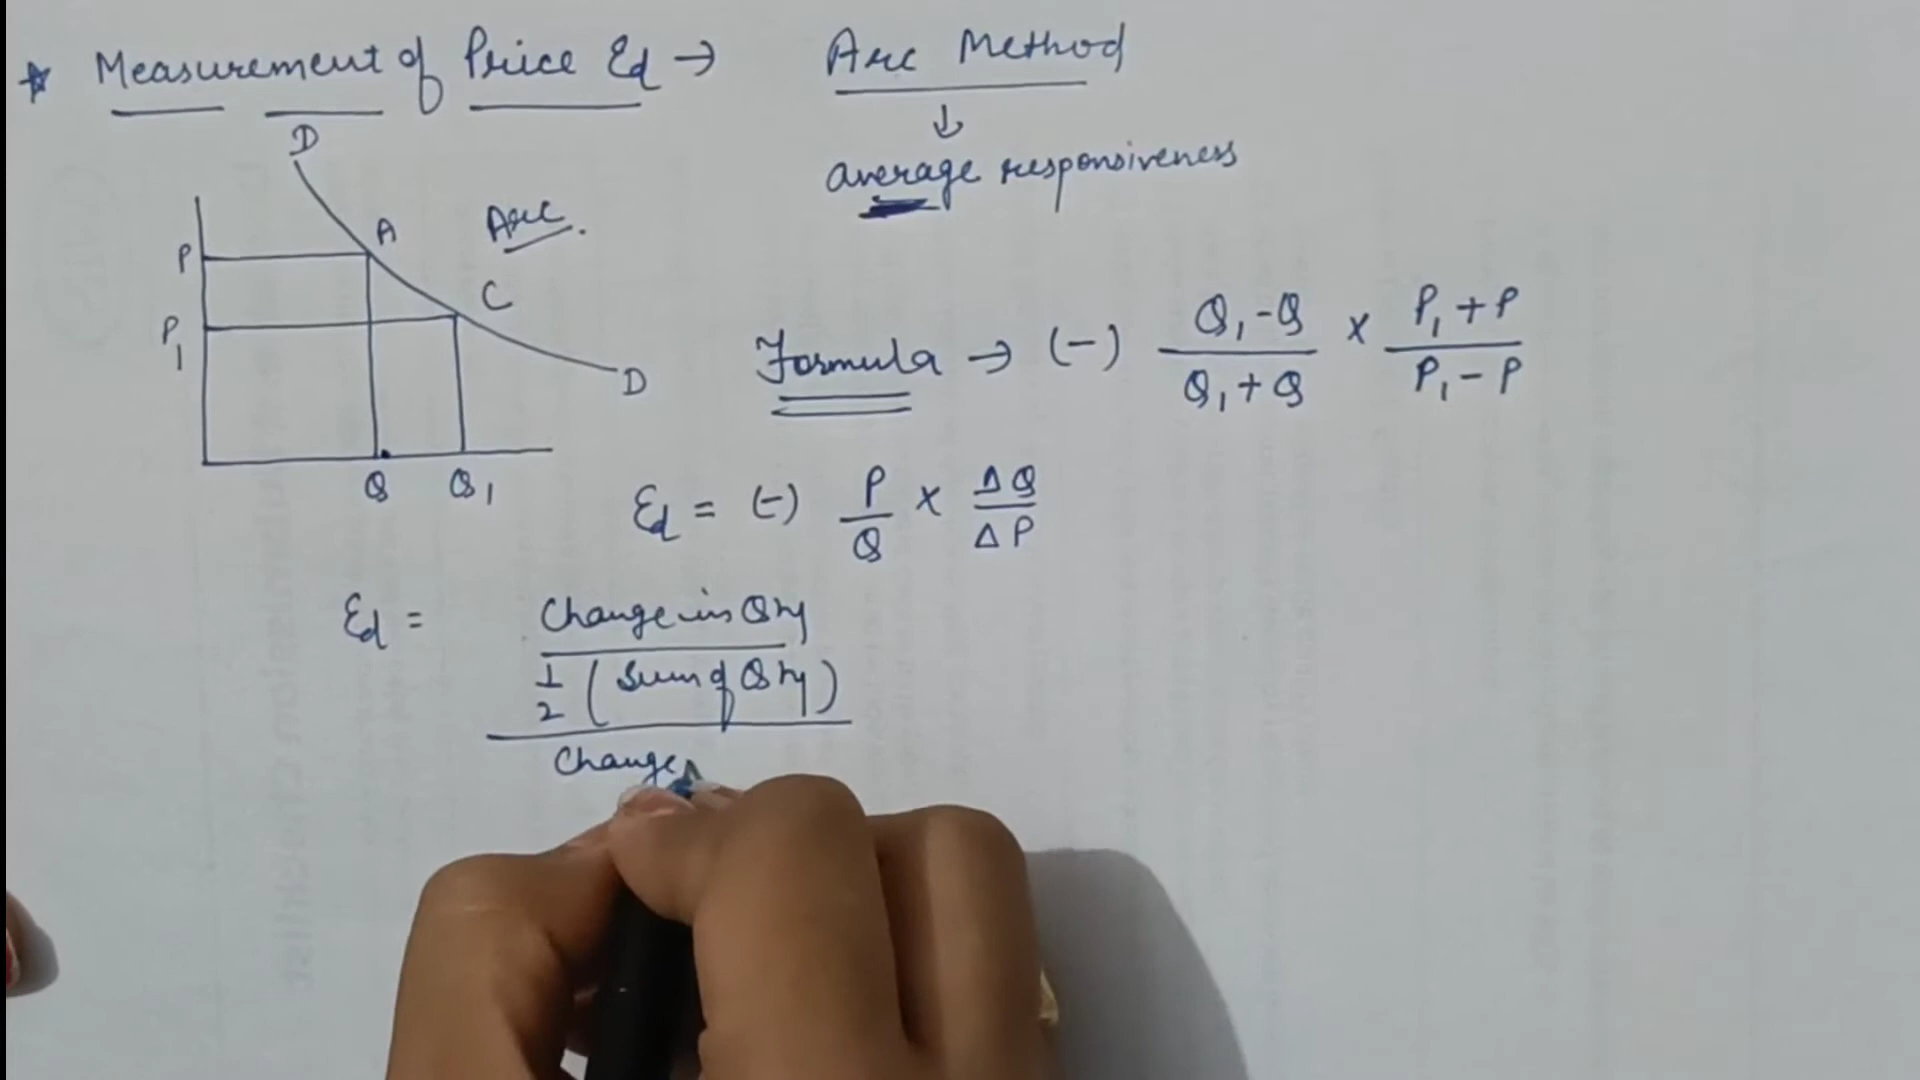 ★ Measurement of Price Ed → Arc Method
↓
average responsiveness
D
A
Arc.
P
C
P1
D
Q Q1
Formula → (-) Q1-Q / Q1+Q × P1+P / P1-P
Ed = (-) P/Q × ΔQ/ΔP
Ed = Change in Qty
1/2 (Sum of Qty)
Change